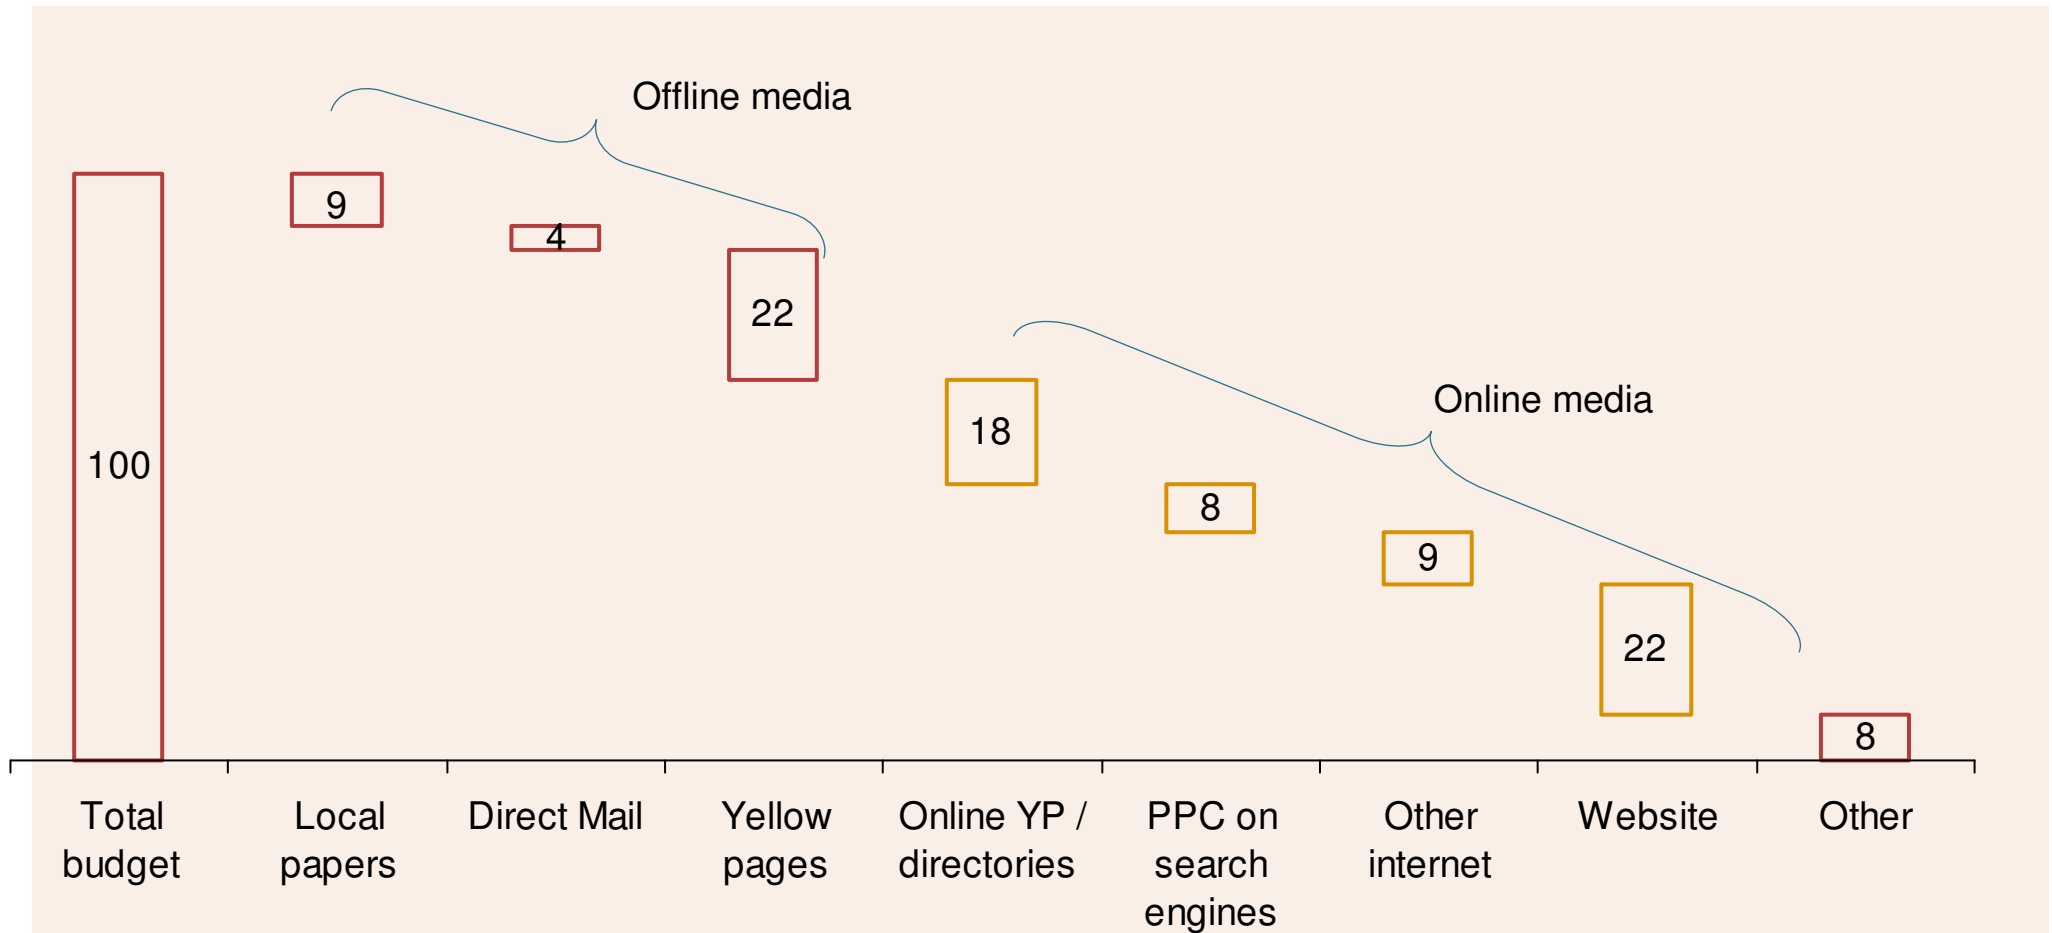 Offline media
9
4
22
100
Online media
18
8
9
22
8
Total
budget
Local
papers
Direct Mail
Yellow
pages
Online YP /
directories
PPC on
search
engines
Other
internet
Website
Other